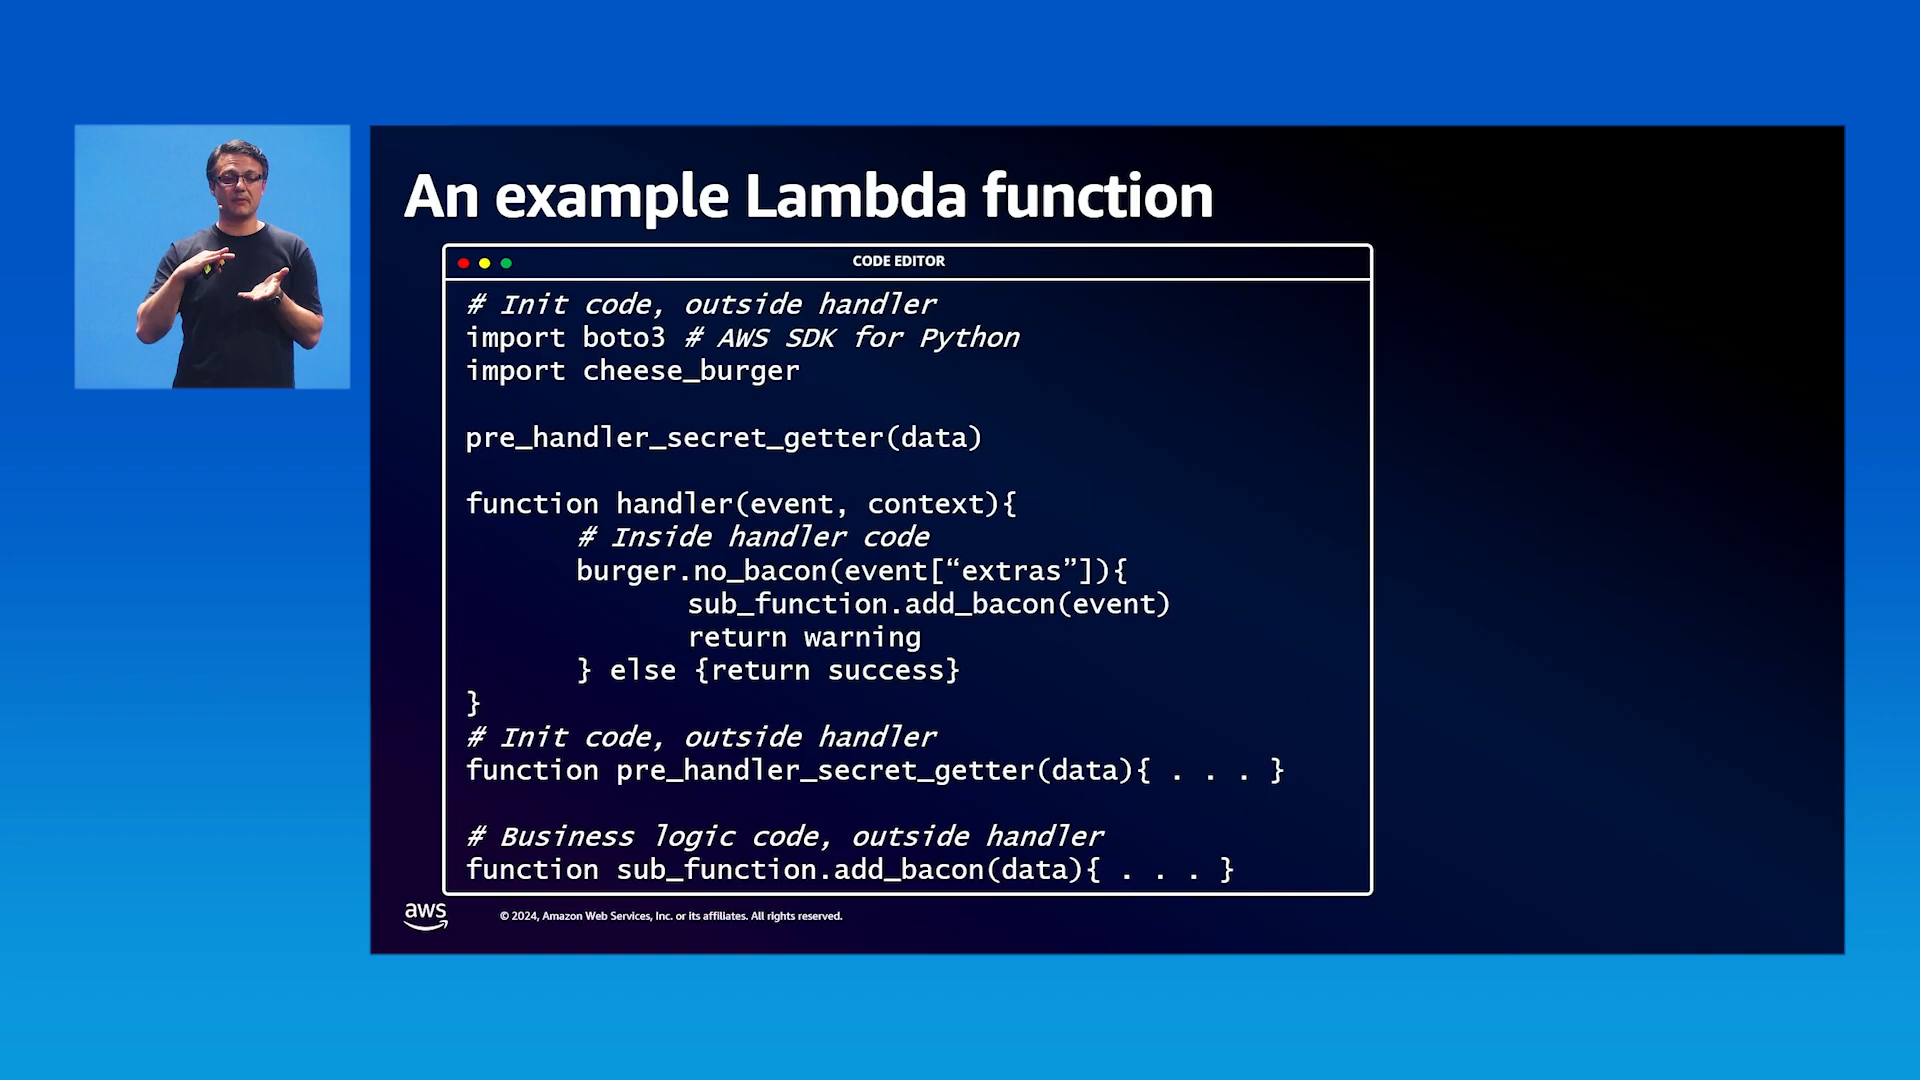 An example Lambda function
CODE EDITOR
# Init code, outside handler
import boto3 # AWS SDK for Python
import cheese_burger
pre_handler_secret_getter(data)
function handler(event, context){
# Inside handler code
burger.no_bacon(event[“extras”]){
sub_function.add_bacon(event)
return warning
} else {return success}
}
# Init code, outside handler
function pre_handler_secret_getter(data){ . . . }
# Business logic code, outside handler
function sub_function.add_bacon(data){ . . . }
aws
© 2024, Amazon Web Services, Inc. or its affiliates. All rights reserved.